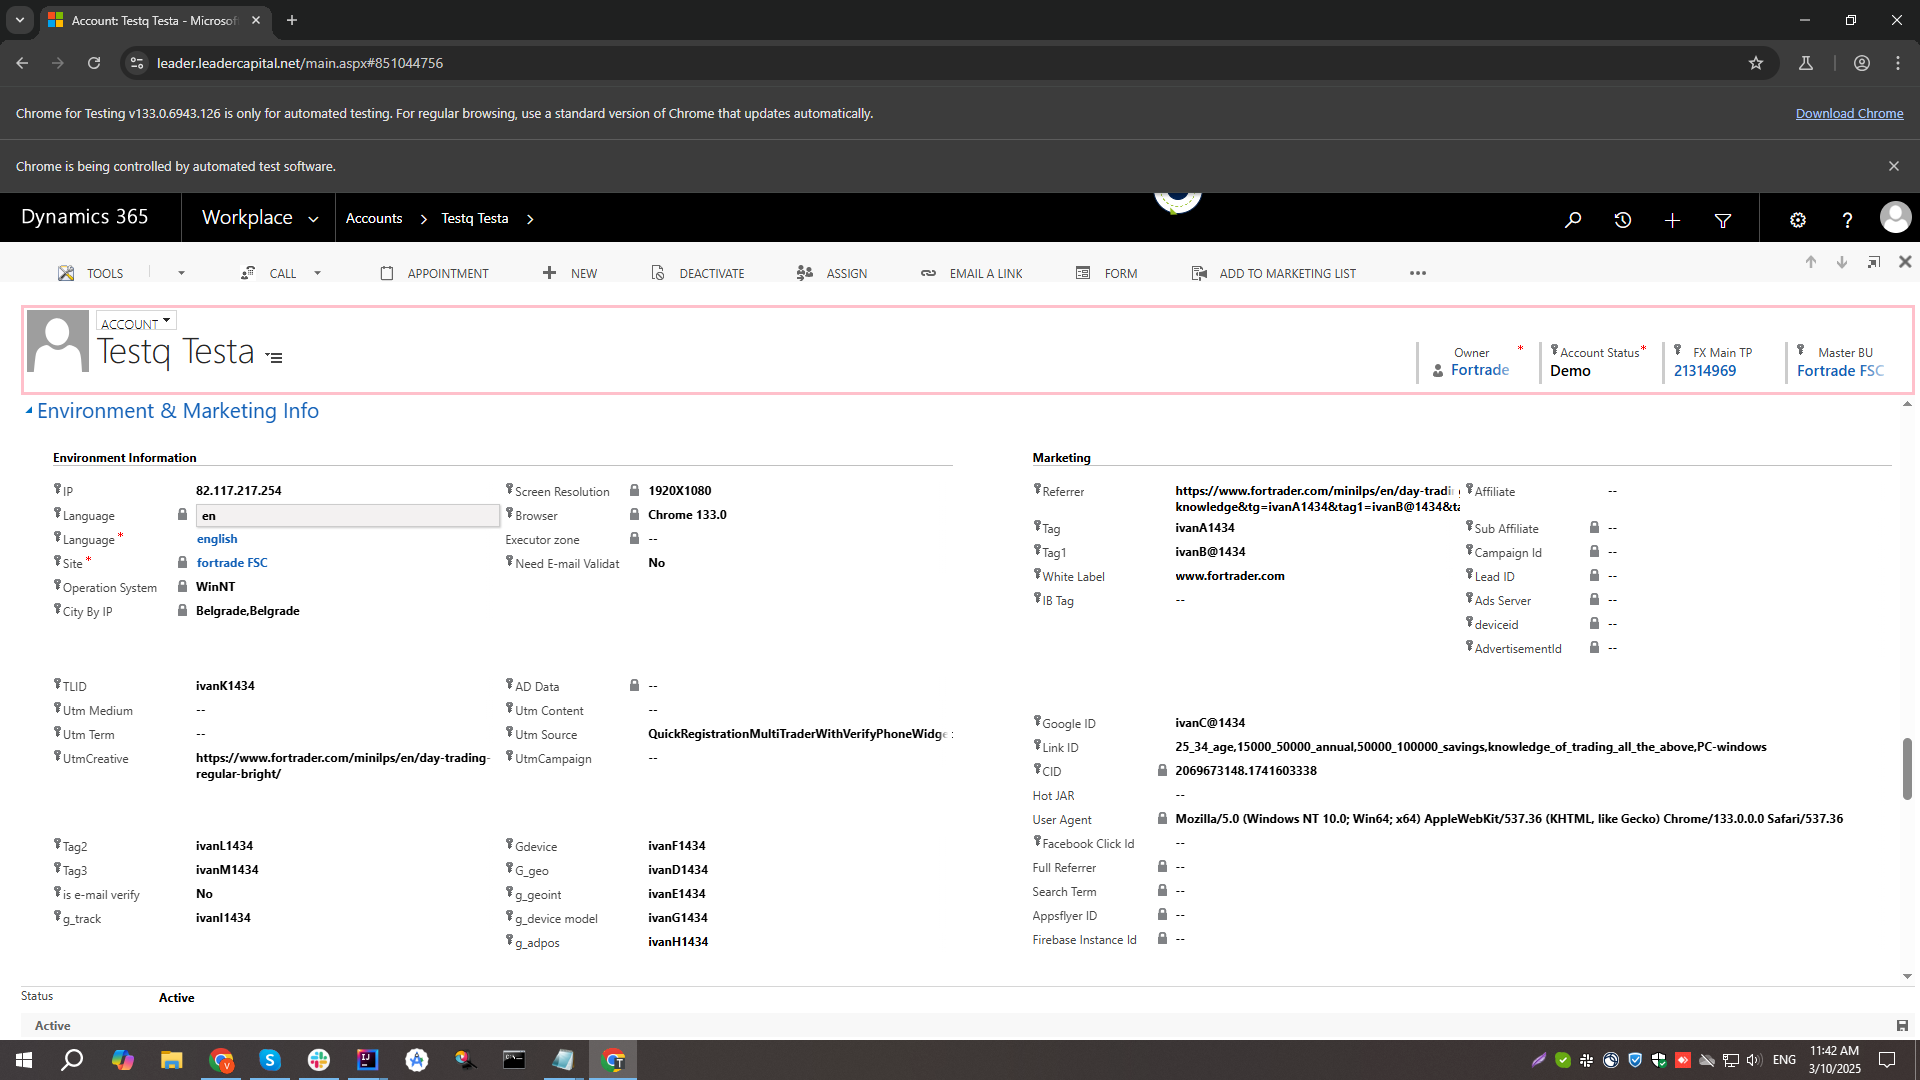 Account: Testq Testa - Microsof
leader.leadercapital.net/main.aspx#851044756
Chrome for Testing v133.0.6943.126 is only for automated testing. For regular browsing, use a standard version of Chrome that updates automatically.
Download Chrome
Chrome is being controlled by automated test software.
Dynamics 365
Workplace
Accounts
Testq Testa
TOOLS
CALL
APPOINTMENT
NEW
DEACTIVATE
ASSIGN
EMAIL A LINK
FORM
ADD TO MARKETING LIST
ACCOUNT
Testq Testa
Owner *
Fortrade
Account Status *
Demo
FX Main TP
21314969
Master BU
Fortrade FSC
Environment & Marketing Info
Environment Information
IP 82.117.217.254
Language en
Language * english
Site * fortrade FSC
Operation System WinNT
City By IP Belgrade,Belgrade
Screen Resolution 1920X1080
Browser Chrome 133.0
Executor zone --
Need E-mail Validat No
TLID ivanK1434
Utm Medium --
Utm Term --
UtmCreative https://www.fortrader.com/minilps/en/day-trading-
regular-bright/
AD Data --
Utm Content --
Utm Source QuickRegistrationMultiTraderWithVerifyPhoneWidge
UtmCampaign --
Tag2 ivanL1434
Tag3 ivanM1434
is e-mail verify No
g_track ivanI1434
Gdevice ivanF1434
G_geo ivanD1434
g_geoint ivanE1434
g_device model ivanG1434
g_adpos ivanH1434
Marketing
Referrer https://www.fortrader.com/minilps/en/day-tradi
knowledge&tg=ivanA1434&tag1=ivanB@1434&ta
Tag ivanA1434
Tag1 ivanB@1434
White Label www.fortrader.com
IB Tag --
Affiliate --
Sub Affiliate --
Campaign Id --
Lead ID --
Ads Server --
deviceid --
AdvertisementId --
Google ID ivanC@1434
Link ID 25_34_age,15000_50000_annual,50000_100000_savings,knowledge_of_trading_all_the_above,PC-windows
CID 2069673148.1741603338
Hot JAR --
User Agent Mozilla/5.0 (Windows NT 10.0; Win64; x64) AppleWebKit/537.36 (KHTML, like Gecko) Chrome/133.0.0.0 Safari/537.36
Facebook Click Id --
Full Referrer --
Search Term --
Appsflyer ID --
Firebase Instance Id --
Status Active
Active
ENG
11:42 AM
3/10/2025